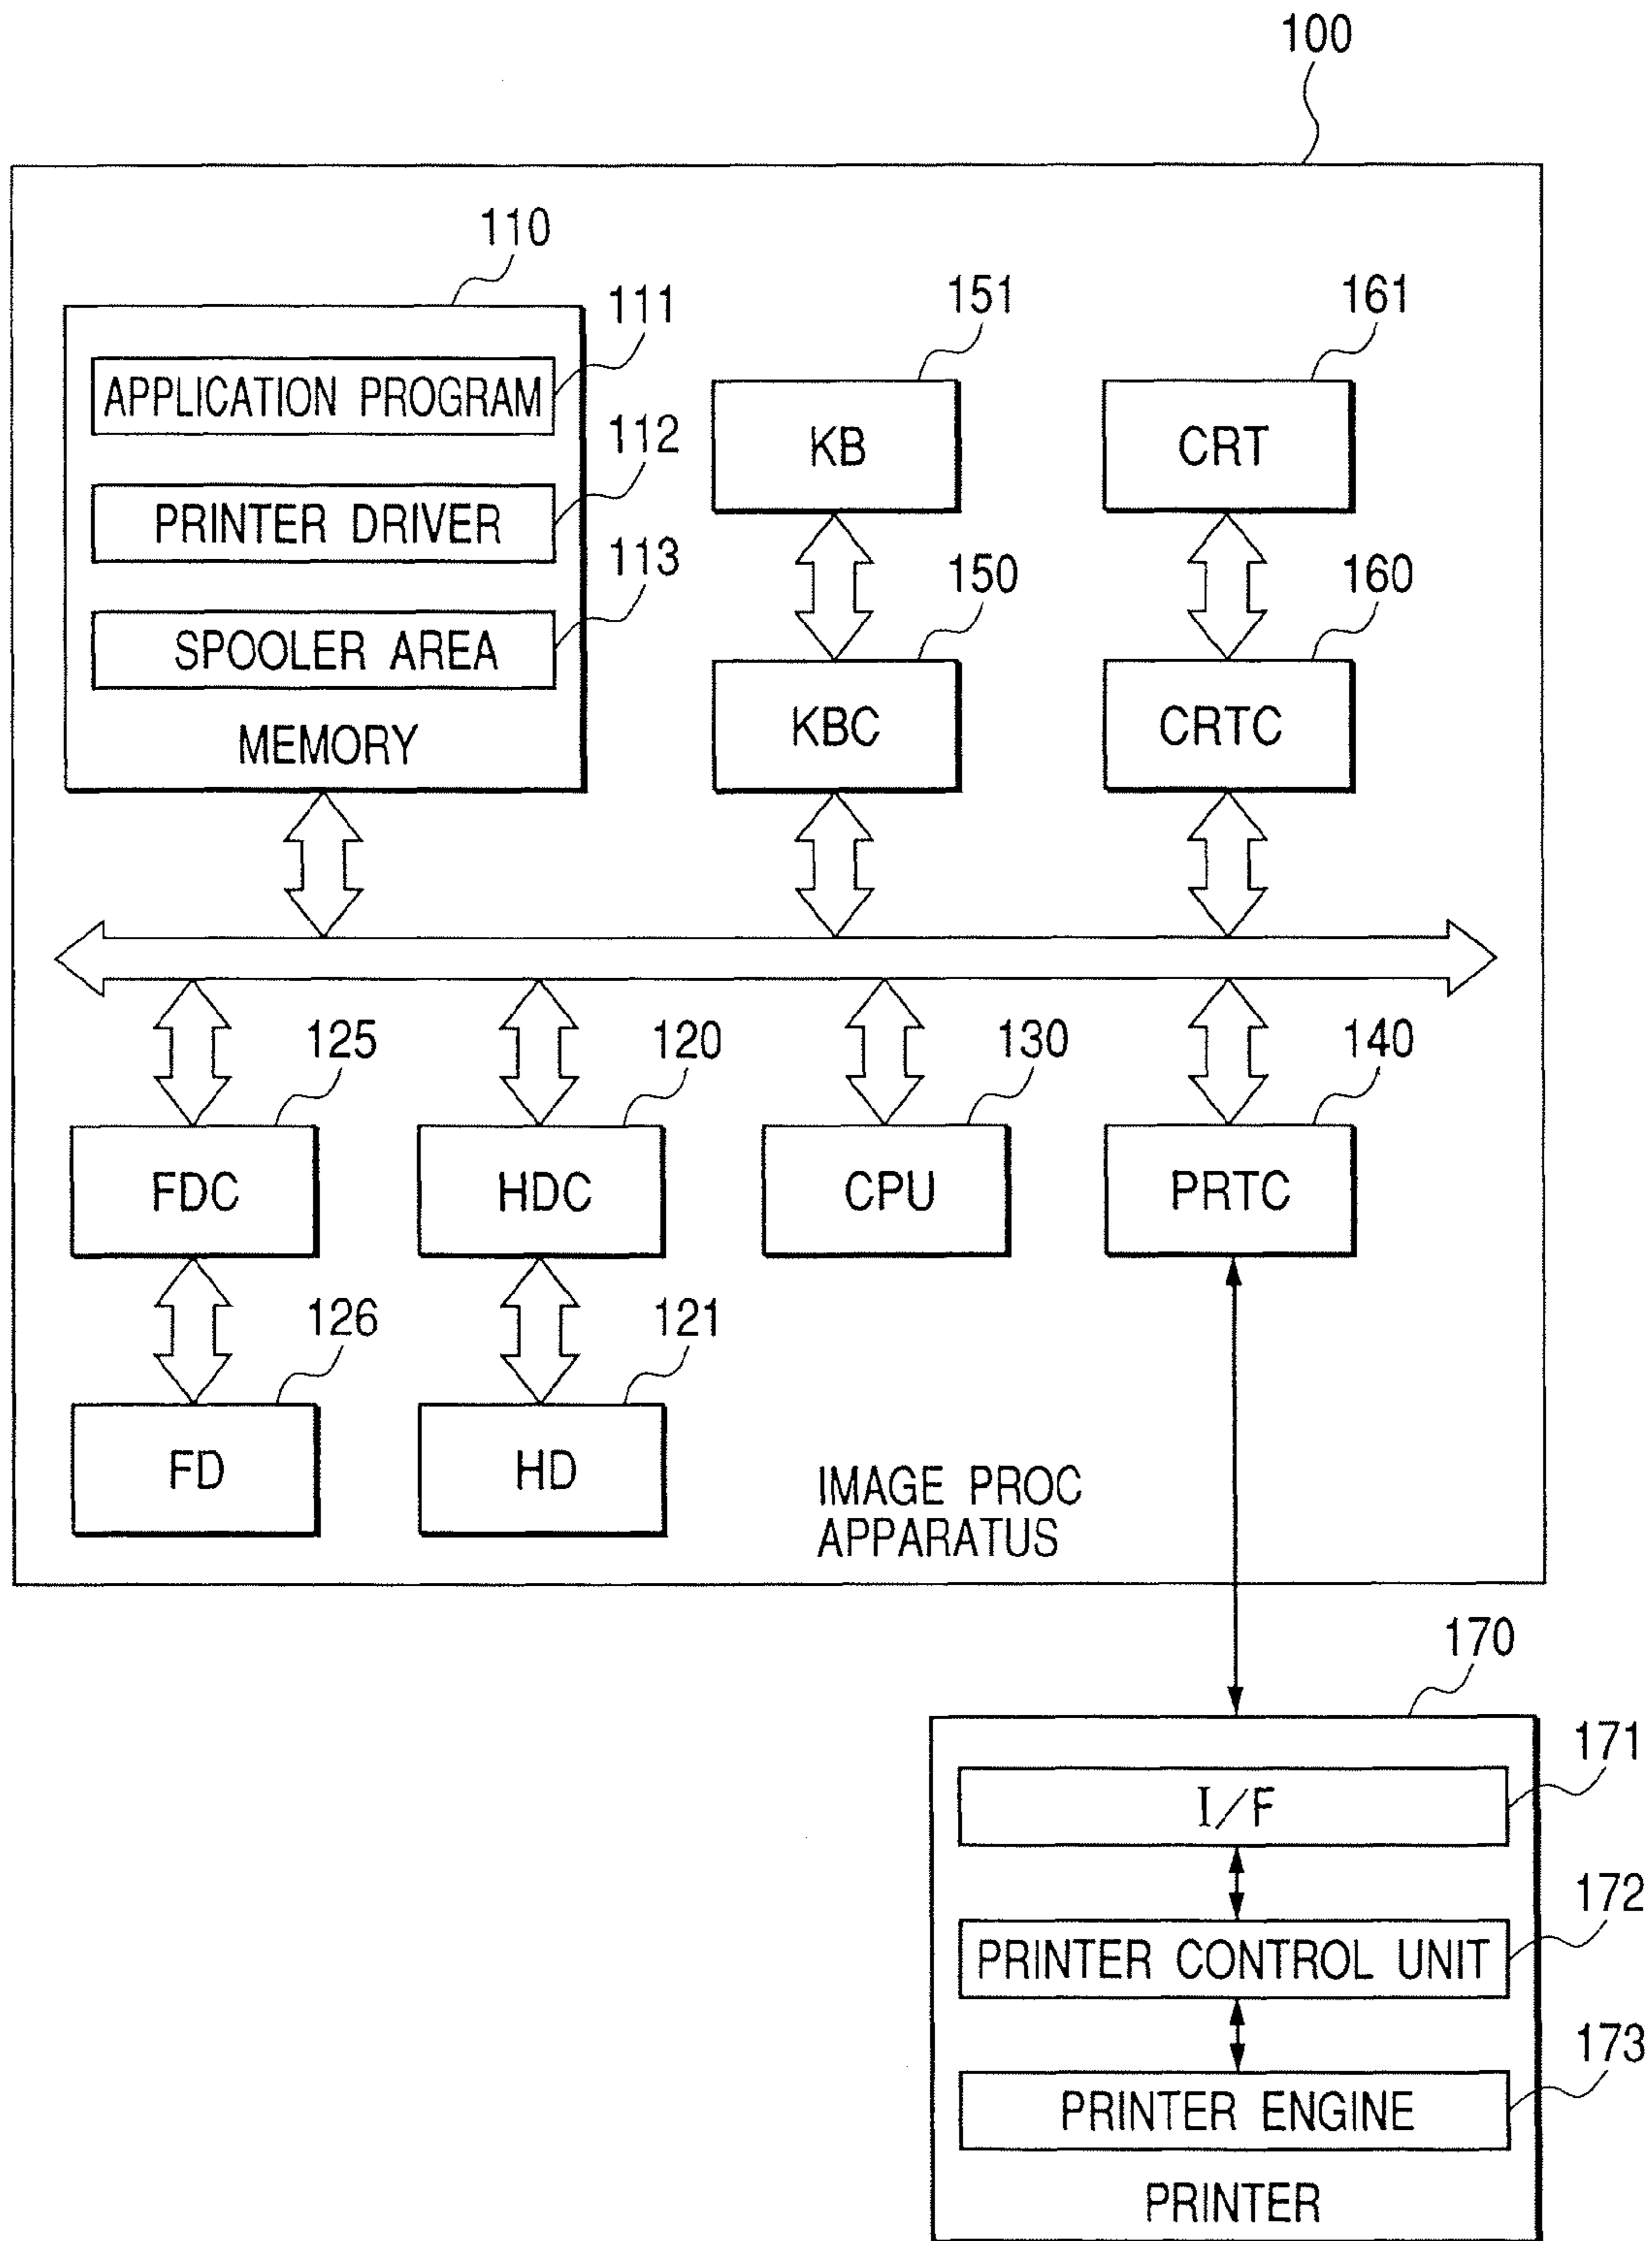 100
110
111
151
161
APPLICATION PROGRAM
112
KB
CRT
PRINTER DRIVER
113
150
160
SPOOLER AREA
KBC
CRTC
MEMORY
125
120
130
140
FDC
HDC
CPU
PRTC
126
121
FD
HD
IMAGE PROC
APPARATUS
170
171
I/F
172
PRINTER CONTROL UNIT
173
PRINTER ENGINE
PRINTER